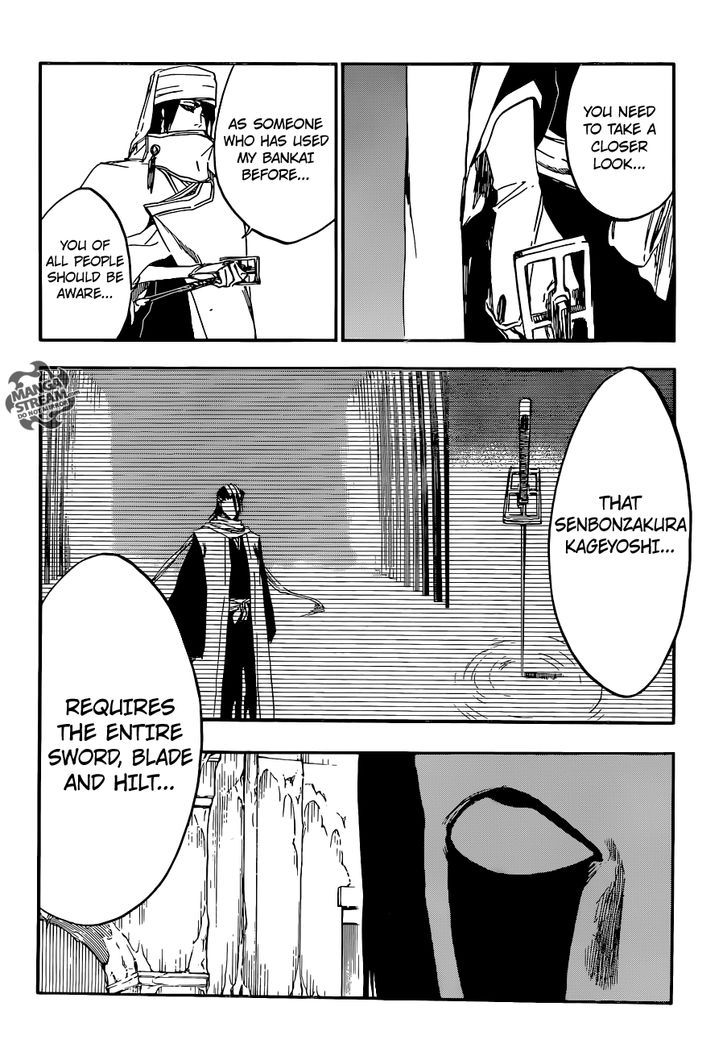 YOU NEED
TO TAKE A
CLOSER
LOOK...
AS SOMEONE
WHO HAS USED
MY BANKAI
BEFORE...
YOU OF
ALL PEOPLE
SHOULD BE
AWARE...
MANGA
STREAM
DO NOT MIRROR
THAT
SENBONZAKURA
KAGEYOSHI...
REQUIRES
THE ENTIRE
SWORD, BLADE
AND HILT...